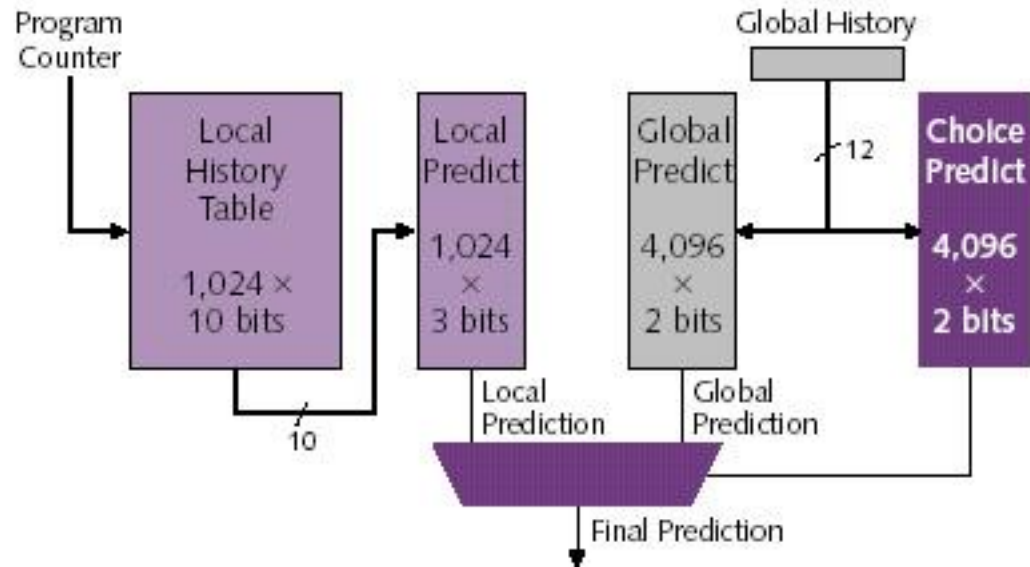 Program
Counter
Global History
Local
History
Table
1,024 ×
10 bits
Local
Predict
1,024
×
3 bits
Global
Predict
4,096
×
2 bits
12
Choice
Predict
4,096
×
2 bits
10
Local
Prediction
Global
Prediction
Final Prediction